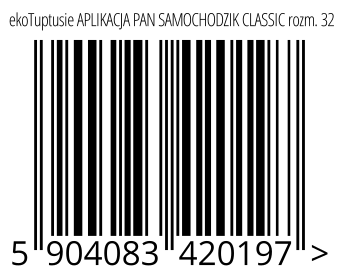 ekoTuptusie APLIKACJA PAN SAMOCHODZIK CLASSIC rozm. 32
5 904083 420197 >